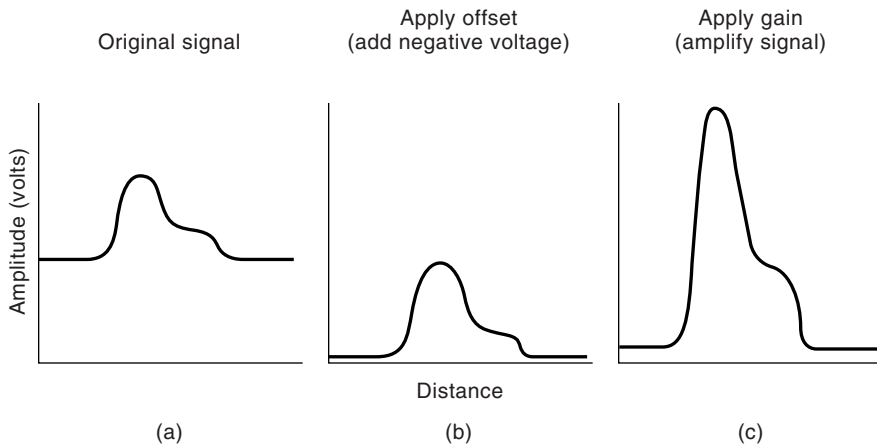 Original signal
Apply offset
(add negative voltage)
Apply gain
(amplify signal)
Amplitude (volts)
Distance
(a)
(b)
(c)